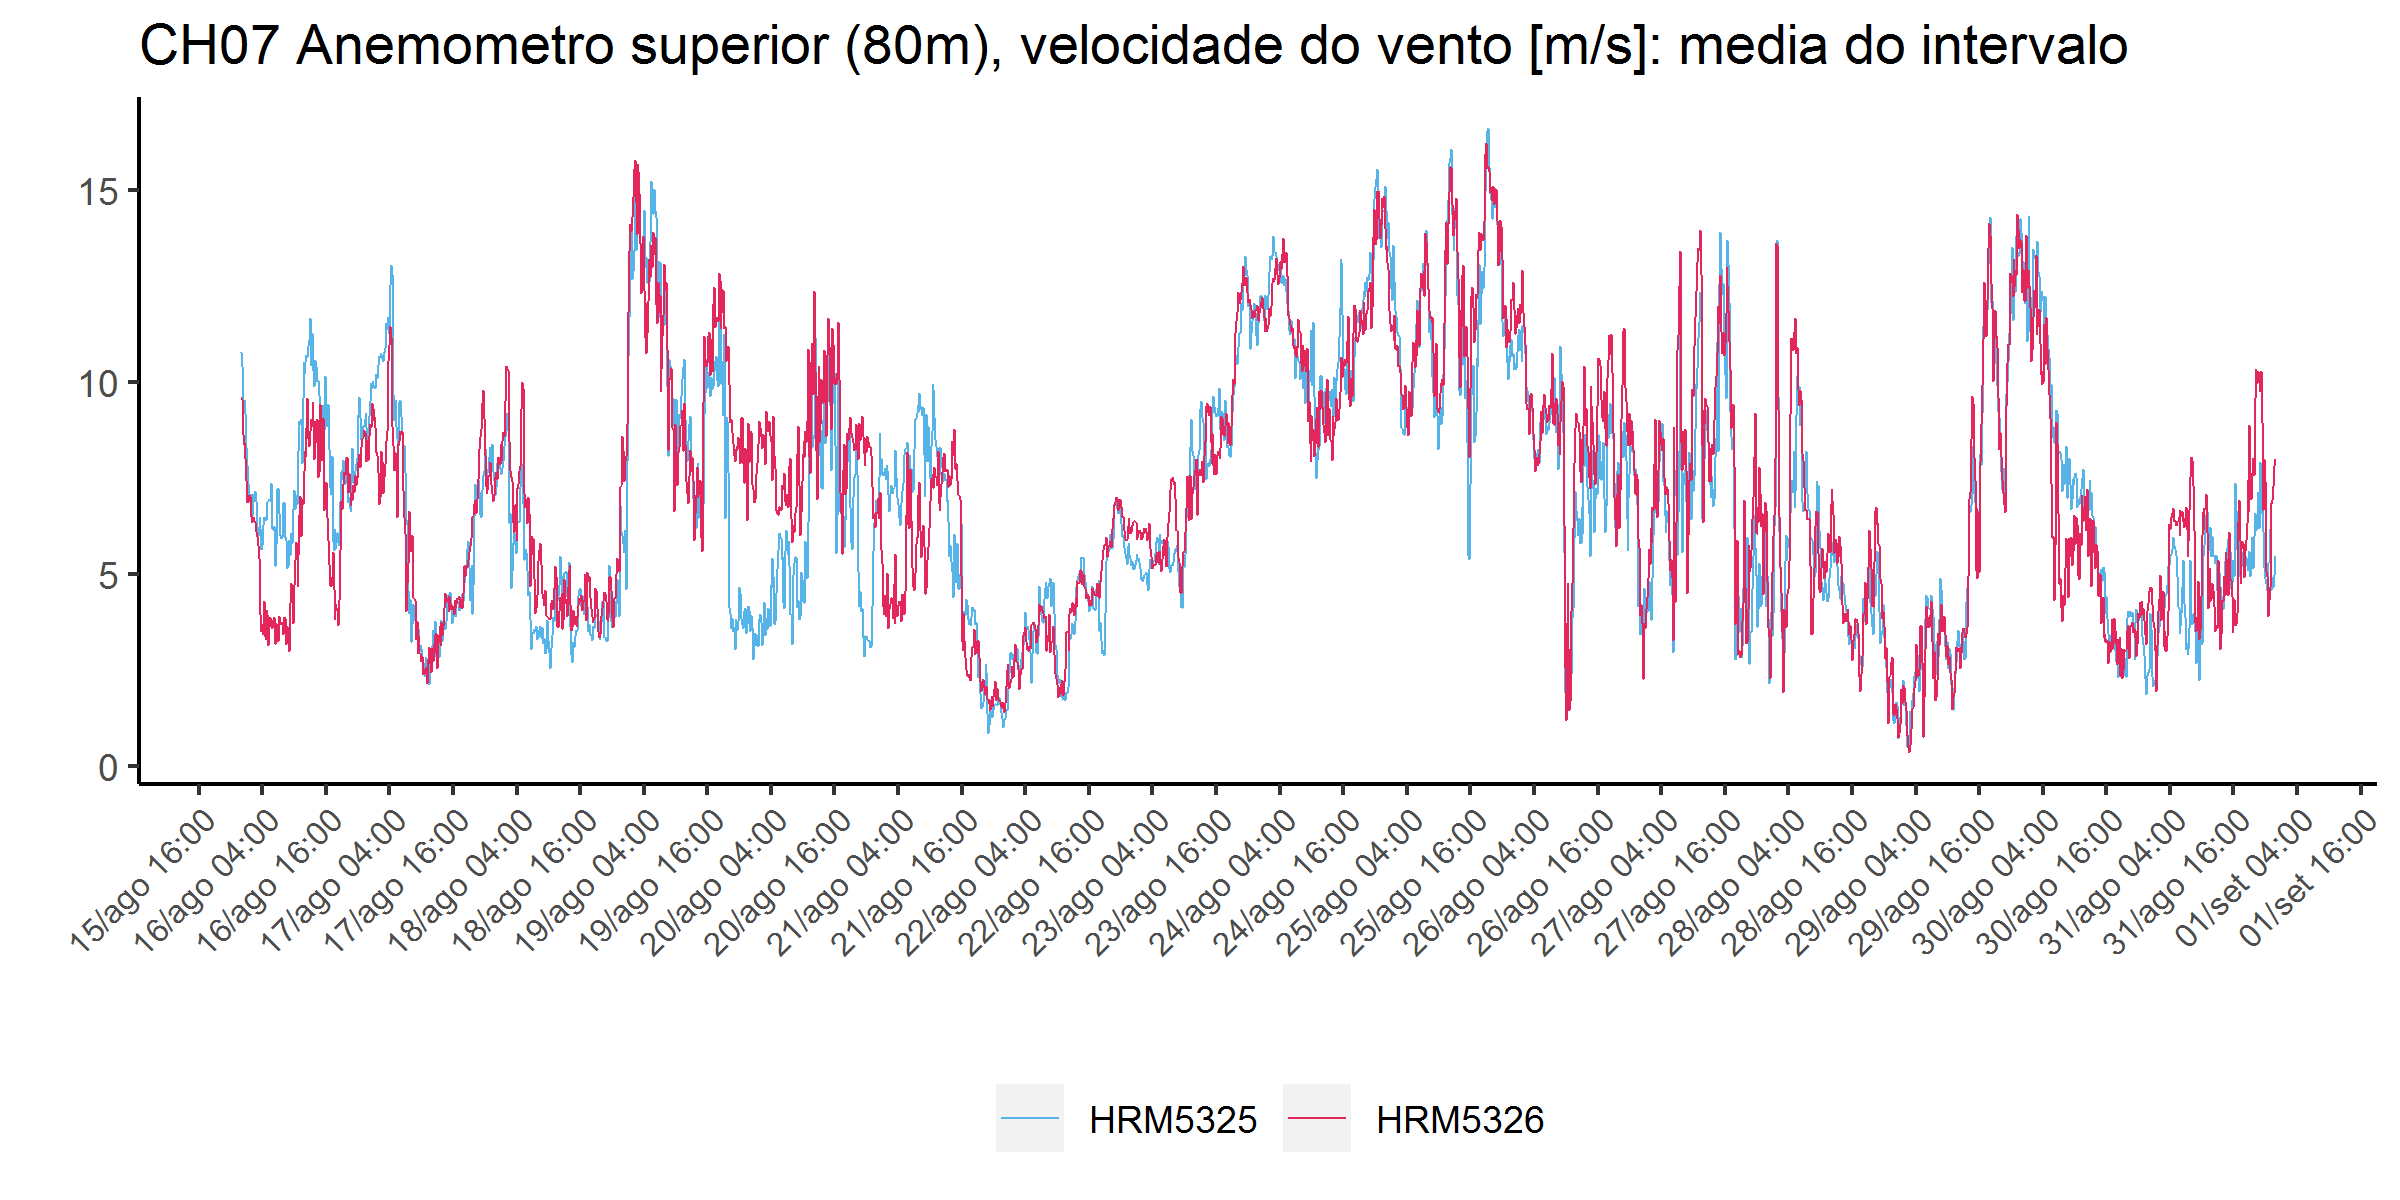 CH07 Anemometro superior (80m), velocidade do vento [m/s]: media do intervalo
15
10
5
0
15/ago 16:00
16/ago 04:00
16/ago 16:00
17/ago 04:00
17/ago 16:00
18/ago 04:00
18/ago 16:00
19/ago 04:00
19/ago 16:00
20/ago 04:00
20/ago 16:00
21/ago 04:00
21/ago 16:00
22/ago 04:00
22/ago 16:00
23/ago 04:00
23/ago 16:00
24/ago 04:00
24/ago 16:00
25/ago 04:00
25/ago 16:00
26/ago 04:00
26/ago 16:00
27/ago 04:00
27/ago 16:00
28/ago 04:00
28/ago 16:00
29/ago 04:00
29/ago 16:00
30/ago 04:00
30/ago 16:00
31/ago 04:00
31/ago 16:00
01/set 04:00
01/set 16:00
HRM5325 HRM5326